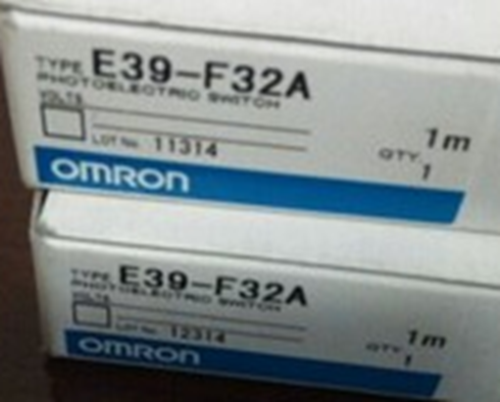 TYPE E39-F32A
PHOTOELECTRIC SWITCH
VOLTS
1m
LOT No. 11314
QTY. 1
OMRON
TYPE E39-F32A
PHOTOELECTRIC SWITCH
VOLTS
1m
LOT No. 12314
QTY. 1
OMRON